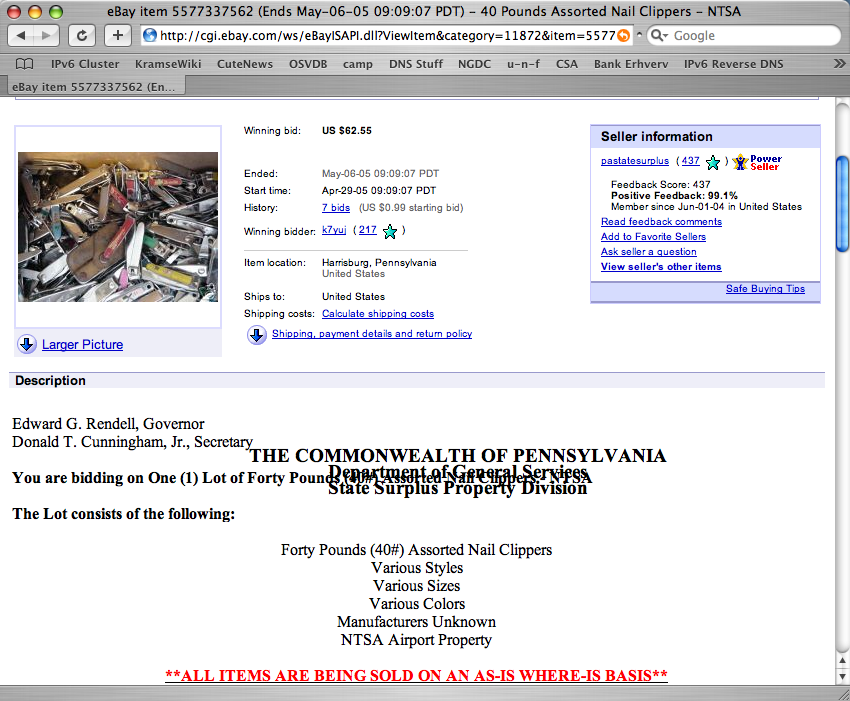 eBay item 5577337562 (Ends May-06-05 09:09:07 PDT) - 40 Pounds Assorted Nail Clippers - NTSA
http://cgi.ebay.com/ws/eBayISAPI.dll?ViewItem&category=11872&item=5577
Google
IPv6 Cluster KramseWiki CuteNews OSVDB camp DNS Stuff NGDC u-n-f CSA Bank Erhverv IPv6 Reverse DNS
eBay item 5577337562 (En...
Winning bid: US $62.55
Ended: May-06-05 09:09:07 PDT
Start time: Apr-29-05 09:09:07 PDT
History: 7 bids (US $0.99 starting bid)
Winning bidder: k7yuj ( 217 )
Item location: Harrisburg, Pennsylvania
United States
Ships to: United States
Shipping costs: Calculate shipping costs
Shipping, payment details and return policy
Larger Picture
Seller information
pastatesurplus ( 437 ) Power Seller
Feedback Score: 437
Positive Feedback: 99.1%
Member since Jun-01-04 in United States
Read feedback comments
Add to Favorite Sellers
Ask seller a question
View seller's other items
Safe Buying Tips
Description
Edward G. Rendell, Governor
Donald T. Cunningham, Jr., Secretary
THE COMMONWEALTH OF PENNSYLVANIA
Department of General Services
You are bidding on One (1) Lot of Forty Pounds (40#) Assorted Nail Clippers - NTSA
State Surplus Property Division
The Lot consists of the following:
Forty Pounds (40#) Assorted Nail Clippers
Various Styles
Various Sizes
Various Colors
Manufacturers Unknown
NTSA Airport Property
**ALL ITEMS ARE BEING SOLD ON AN AS-IS WHERE-IS BASIS**